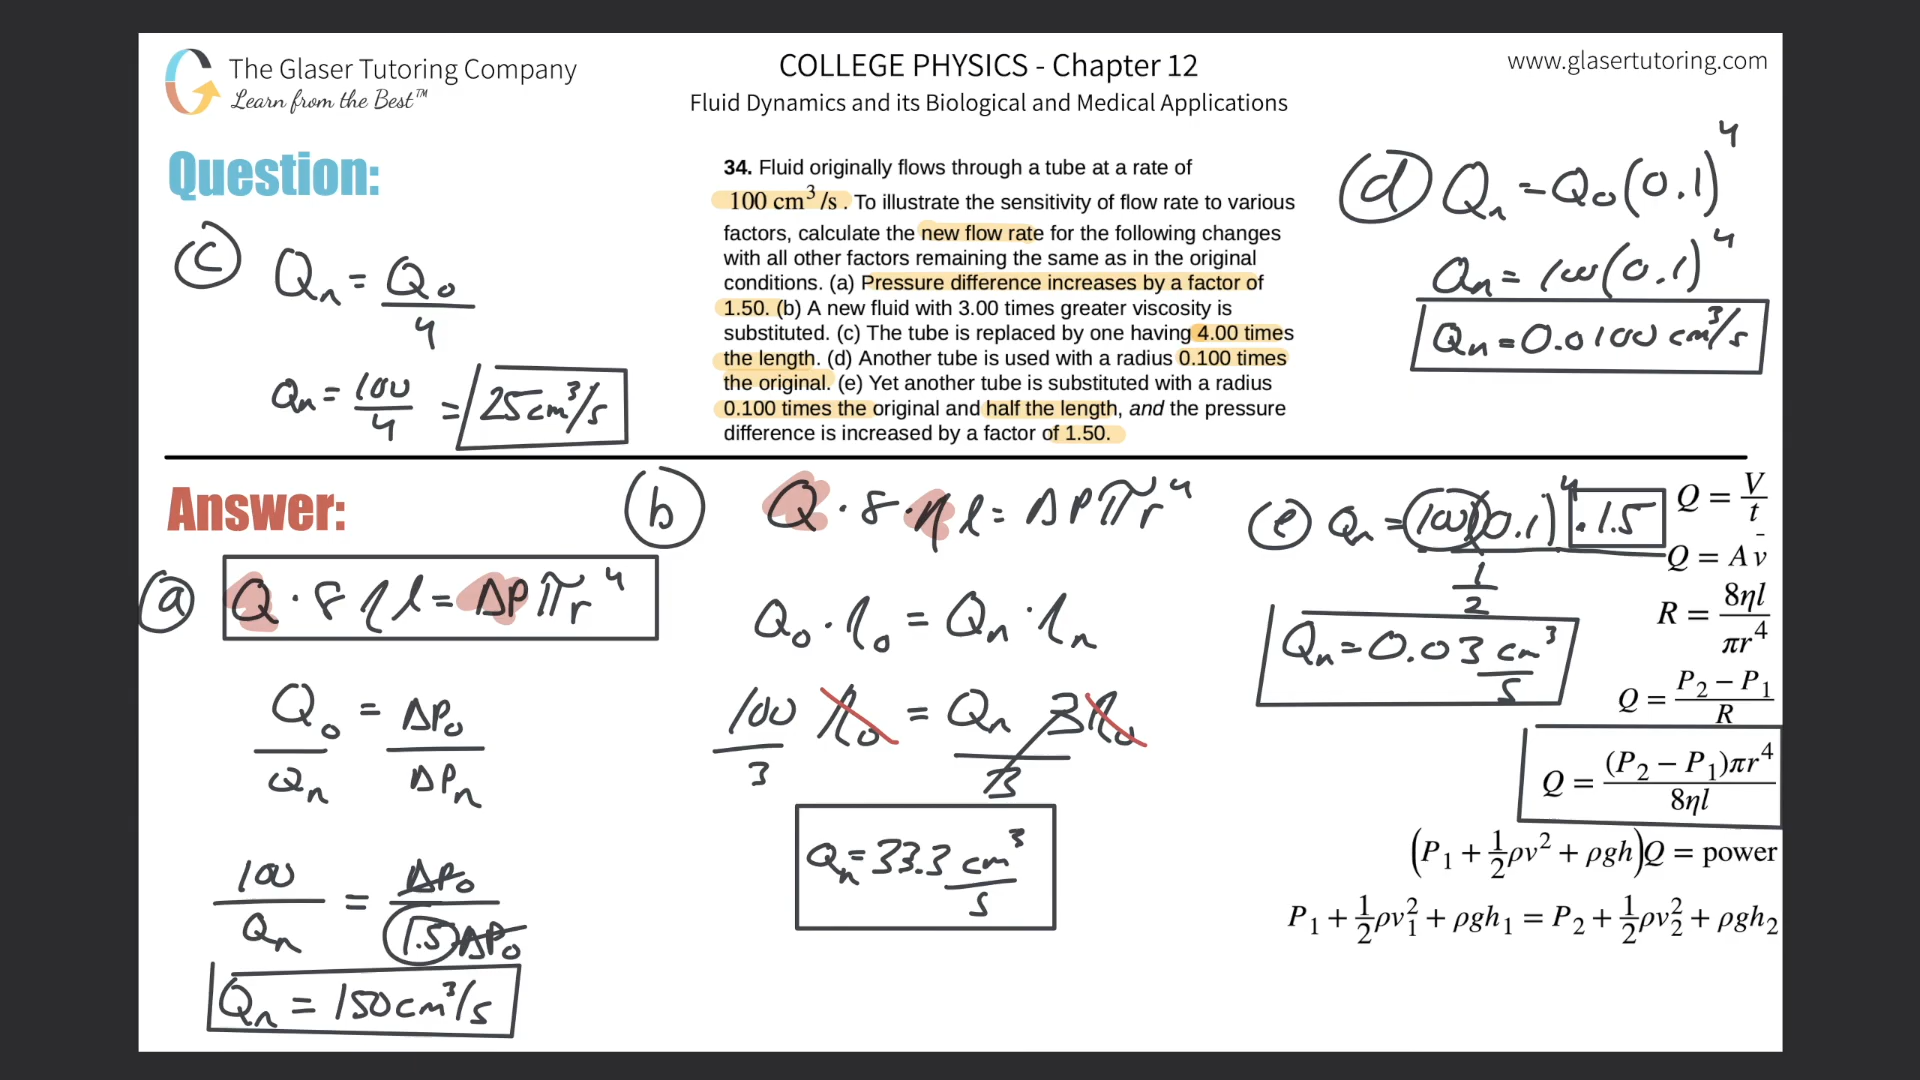 The Glaser Tutoring Company
Learn from the Best™
COLLEGE PHYSICS - Chapter 12
Fluid Dynamics and its Biological and Medical Applications
www.glasertutoring.com
Question:
34. Fluid originally flows through a tube at a rate of
100 cm³/s . To illustrate the sensitivity of flow rate to various
factors, calculate the new flow rate for the following changes
with all other factors remaining the same as in the original
conditions. (a) Pressure difference increases by a factor of
1.50. (b) A new fluid with 3.00 times greater viscosity is
substituted. (c) The tube is replaced by one having 4.00 times
the length. (d) Another tube is used with a radius 0.100 times
the original. (e) Yet another tube is substituted with a radius
0.100 times the original and half the length, and the pressure
difference is increased by a factor of 1.50.
(c) Qn = Qo/4
Qn = 100/4 = 25 cm³/s
(d) Qn = Qo(0.1)⁴
Qn = 100(0.1)⁴
Qn = 0.0100 cm³/s
Answer:
(a) Q · 8ηl = ΔPπr⁴
Qo/Qn = ΔPo/ΔPn
100/Qn = ΔPo/1.5ΔPo
Qn = 150 cm³/s
(b) Q · 8 · ηl = ΔPπr⁴
Qo · ηo = Qn · ηn
100/3 ηo = Qn 3ηo/3
Qn = 33.3 cm³/s
(e) Qn = (100)(0.1)⁴ · 1.5
1/2
Qn = 0.03 cm³/s
Q = V/t
Q = A v̄
R = 8ηl/πr⁴
Q = P₂ − P₁/R
Q = (P₂ − P₁)πr⁴/8ηl
(P₁ + ½ρv² + ρgh)Q = power
P₁ + ½ρv₁² + ρgh₁ = P₂ + ½ρv₂² + ρgh₂